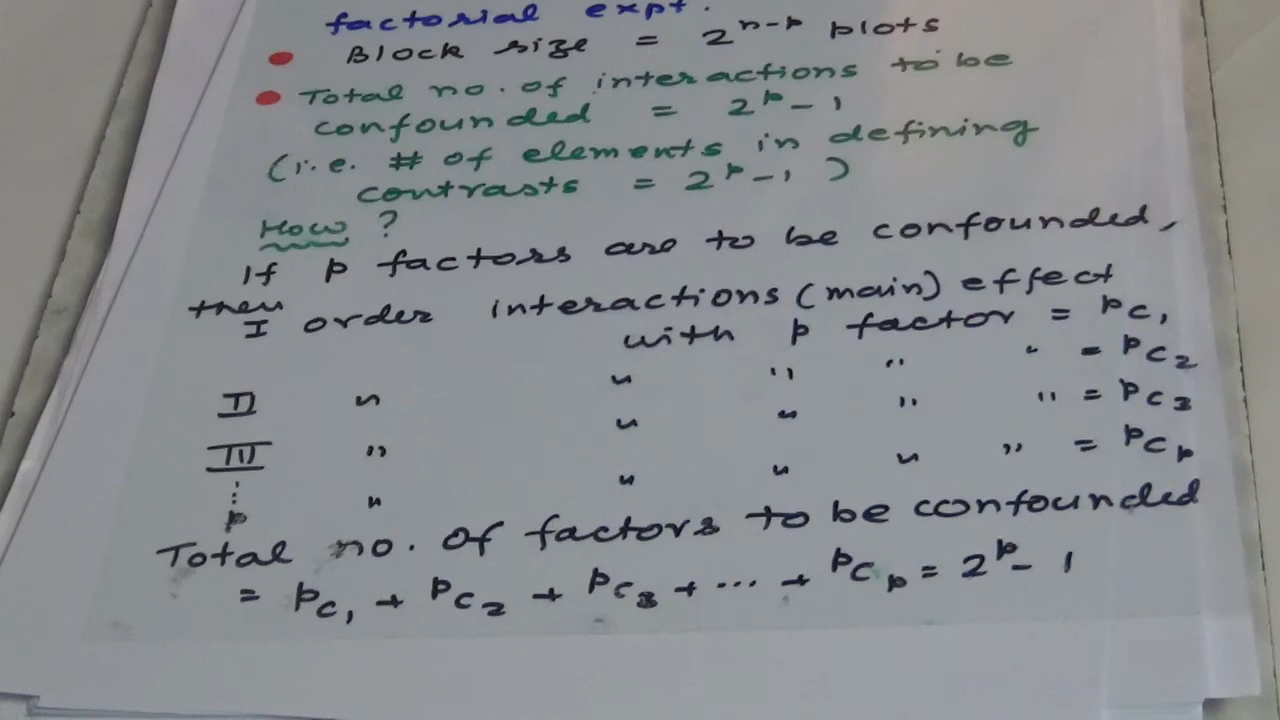 factorial expt.
• Block size = 2^{n-p} plots
• Total no. of interactions to be
confounded = 2^p - 1
(i.e. # of elements in defining
contrasts = 2^p - 1)
How ?
If p factors are to be confounded,
then
I order interactions (main) effect
with p factor = pC₁
II " " " " " = pC₂
III " " " " " = pC₃
⋮
p " " " " " = pCₚ
Total no. of factors to be confounded
= pC₁ + pC₂ + pC₃ + ... + pCₚ = 2^p - 1